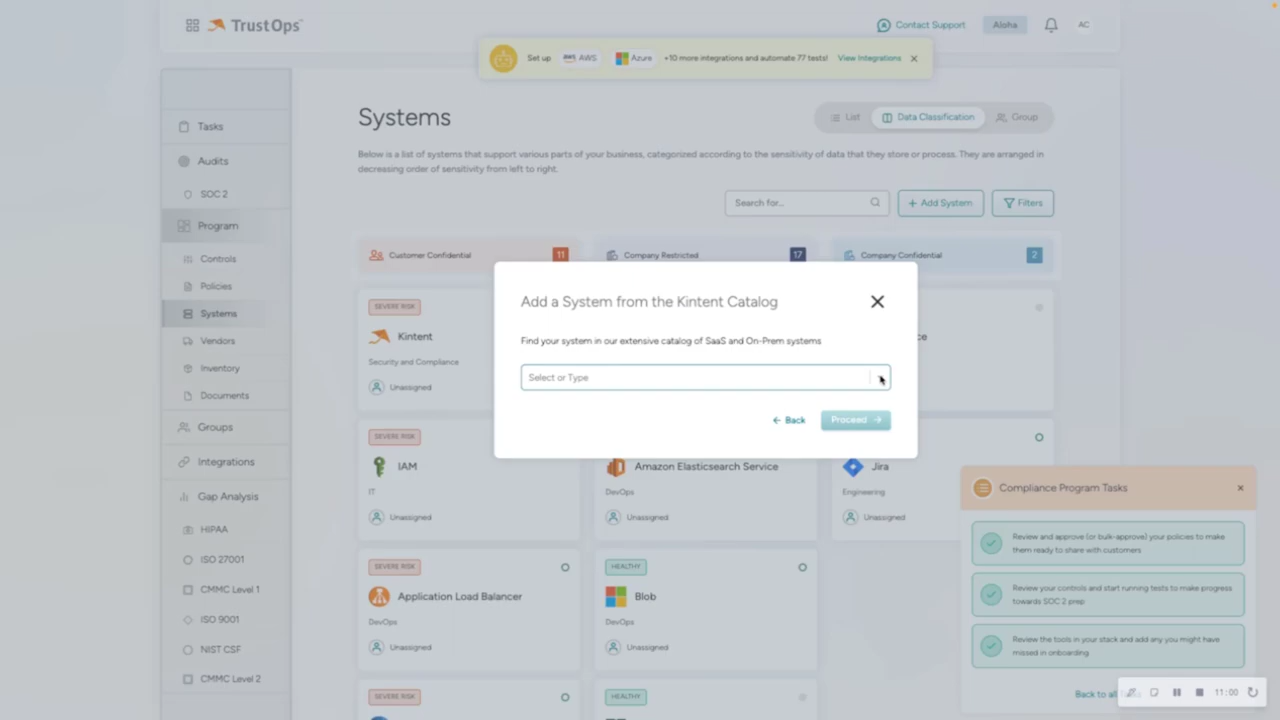 TrustOps
Contact Support
Aloha
AC
Set up
aws AWS
Azure
+10 more integrations and automate 77 tests!
View Integrations
Tasks
Audits
SOC 2
Program
Controls
Policies
Systems
Vendors
Inventory
Documents
Groups
Integrations
Gap Analysis
HIPAA
ISO 27001
CMMC Level 1
ISO 9001
NIST CSF
CMMC Level 2
Systems
List
Data Classification
Group
Below is a list of systems that support various parts of your business, categorized according to the sensitivity of data that they store or process. They are arranged in
decreasing order of sensitivity from left to right.
Search for...
+ Add System
Filters
Customer Confidential
11
Company Restricted
17
Company Confidential
2
Add a System from the Kintent Catalog
Find your system in our extensive catalog of SaaS and On-Prem systems
Select or Type
Back
Proceed
SEVERE RISK
Kintent
Security and Compliance
Unassigned
SEVERE RISK
IAM
IT
Unassigned
Amazon Elasticsearch Service
DevOps
Unassigned
Jira
Engineering
Unassigned
SEVERE RISK
Application Load Balancer
DevOps
Unassigned
HEALTHY
Blob
DevOps
Unassigned
SEVERE RISK
HEALTHY
Compliance Program Tasks
Review and approve (or bulk-approve) your policies to make
them ready to share with customers
Review your controls and start running tests to make progress
towards SOC 2 prep
Review the tools in your stack and add any you might have
missed in onboarding
Back to all
11:00